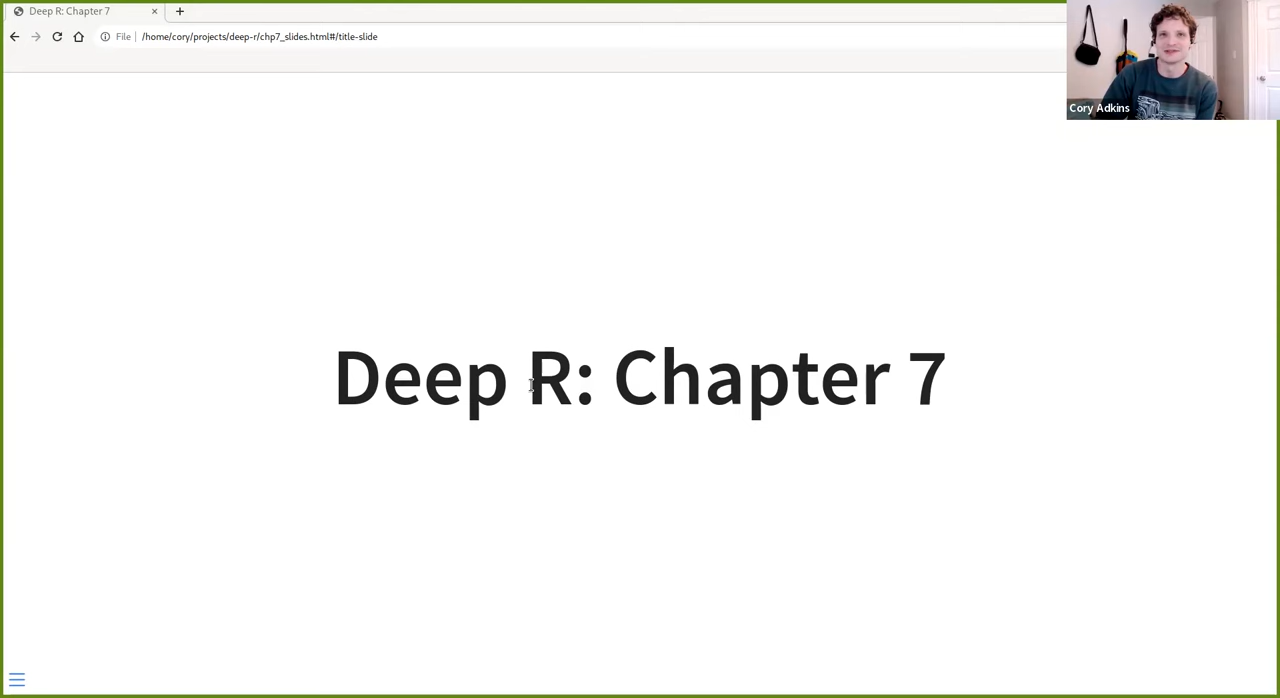 Deep R: Chapter 7
File
/home/cory/projects/deep-r/chp7_slides.html#/title-slide
Cory Adkins
Deep R: Chapter 7